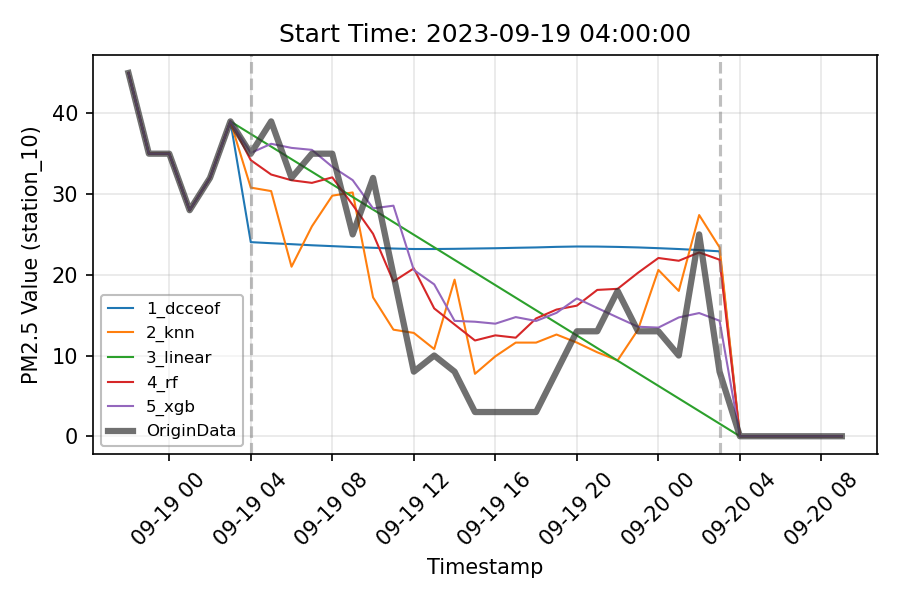 Start Time: 2023-09-19 04:00:00
PM2.5 Value (station_10)
40
30
20
10
0
1_dcceof
2_knn
3_linear
4_rf
5_xgb
OriginData
09-19 00
09-19 04
09-19 08
09-19 12
09-19 16
09-19 20
09-20 00
09-20 04
09-20 08
Timestamp